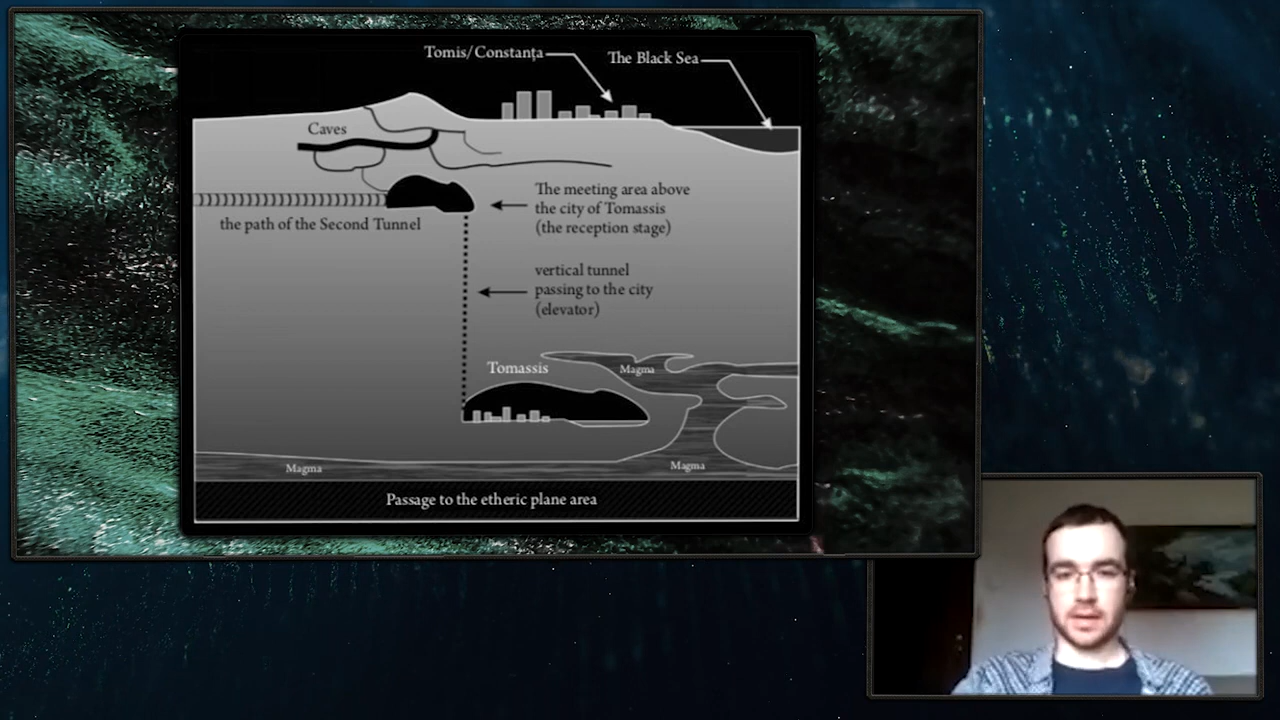 Tomis/Constanța
The Black Sea
Caves
The meeting area above
the city of Tomassis
(the reception stage)
the path of the Second Tunnel
vertical tunnel
passing to the city
(elevator)
Tomassis
Magma
Magma
Magma
Passage to the etheric plane area